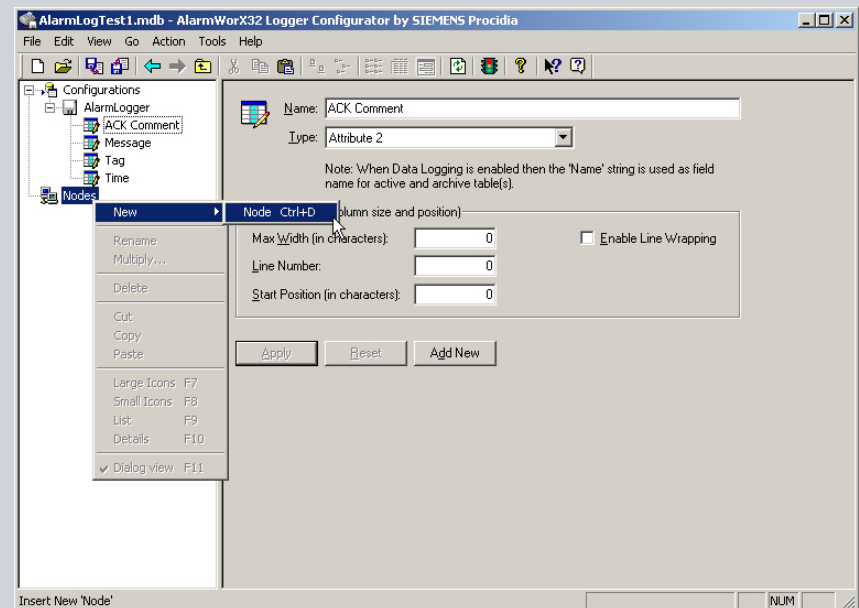 AlarmLogTest1.mdb - AlarmWorX32 Logger Configurator by SIEMENS Procidia
File Edit View Go Action Tools Help
Configurations
AlarmLogger
ACK Comment
Message
Tag
Time
Nodes
Name: ACK Comment
Type: Attribute 2
Note: When Data Logging is enabled then the 'Name' string is used as field
name for active and archive table(s).
column size and position)
Max Width (in characters): 0
Enable Line Wrapping
Line Number: 0
Start Position (in characters): 0
Apply Reset Add New
New
Node Ctrl+D
Rename
Multiply...
Delete
Cut
Copy
Paste
Large Icons F7
Small Icons F8
List F9
Details F10
Dialog view F11
Insert New 'Node'
NUM